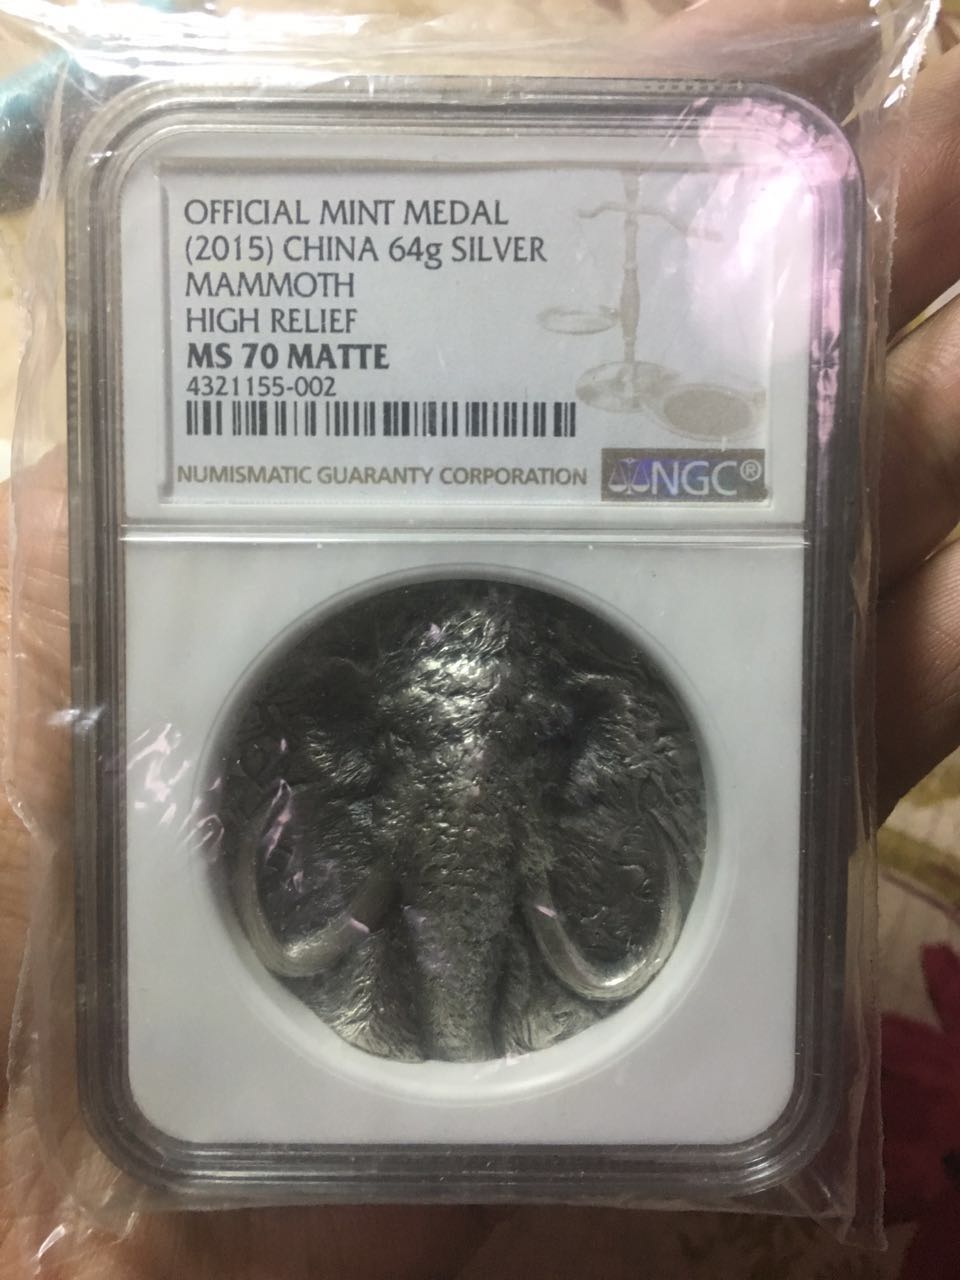 OFFICIAL MINT MEDAL
(2015) CHINA 64g SILVER
MAMMOTH
HIGH RELIEF
MS 70 MATTE
4321155-002
NUMISMATIC GUARANTY CORPORATION
NGC®